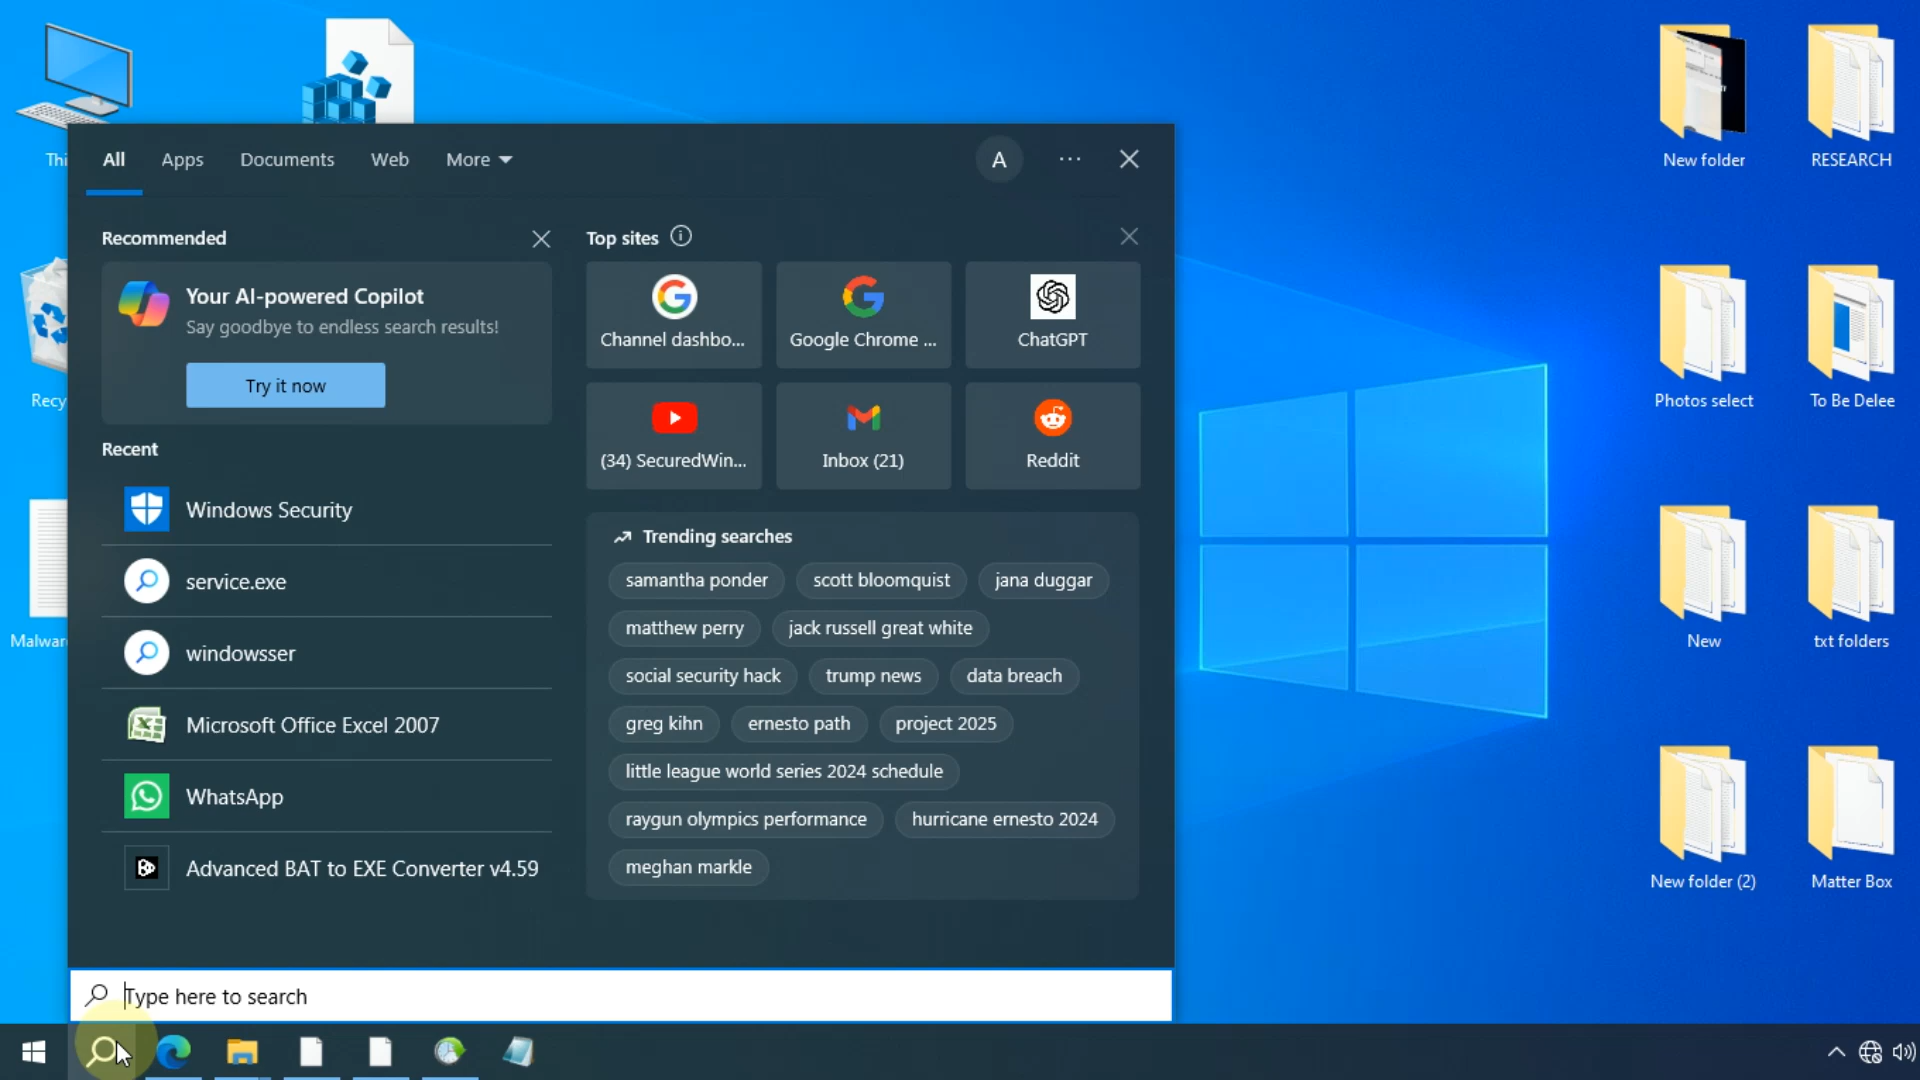 Thi
All
Apps
Documents
Web
More
A
Recommended
Your AI-powered Copilot
Say goodbye to endless search results!
Try it now
Top sites
Channel dashbo...
Google Chrome ...
ChatGPT
(34) SecuredWin...
Inbox (21)
Reddit
Recent
Windows Security
service.exe
windowsser
Microsoft Office Excel 2007
WhatsApp
Advanced BAT to EXE Converter v4.59
Trending searches
samantha ponder
scott bloomquist
jana duggar
matthew perry
jack russell great white
social security hack
trump news
data breach
greg kihn
ernesto path
project 2025
little league world series 2024 schedule
raygun olympics performance
hurricane ernesto 2024
meghan markle
Type here to search
Recy
Malwar
New folder
RESEARCH
Photos select
To Be Delee
New
txt folders
New folder (2)
Matter Box